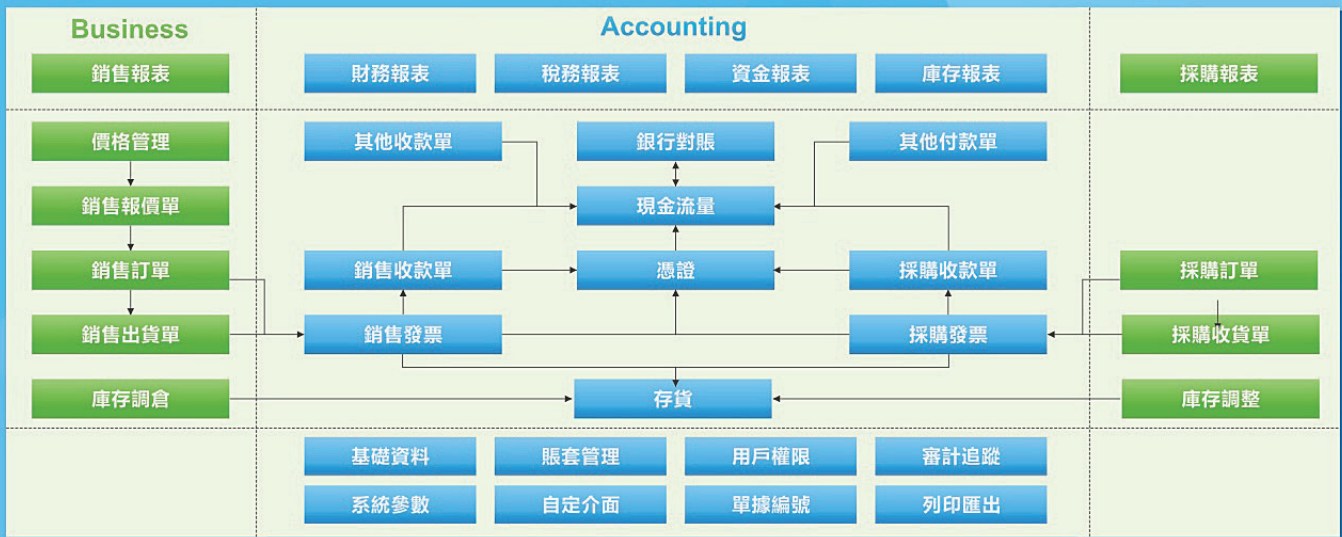 Business
Accounting
銷售報表
財務報表
稅務報表
資金報表
庫存報表
採購報表
價格管理
其他收款單
銀行對賬
其他付款單
銷售報價單
現金流量
銷售訂單
銷售收款單
憑證
採購收款單
採購訂單
銷售出貨單
銷售發票
採購發票
採購收貨單
庫存調倉
存貨
庫存調整
基礎資料
賬套管理
用戶權限
審計追蹤
系統參數
自定介面
單據編號
列印匯出